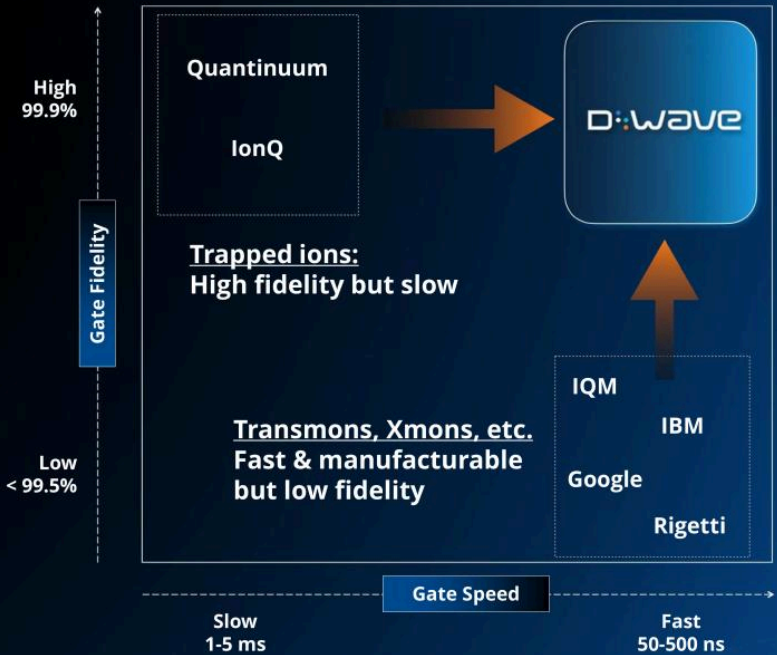 High
99.9%
Gate Fidelity
Low
< 99.5%
Quantinuum
IonQ
D:wave
Trapped ions:
High fidelity but slow
Transmons, Xmons, etc.
Fast & manufacturable
but low fidelity
IQM
IBM
Google
Rigetti
Gate Speed
Slow
1-5 ms
Fast
50-500 ns